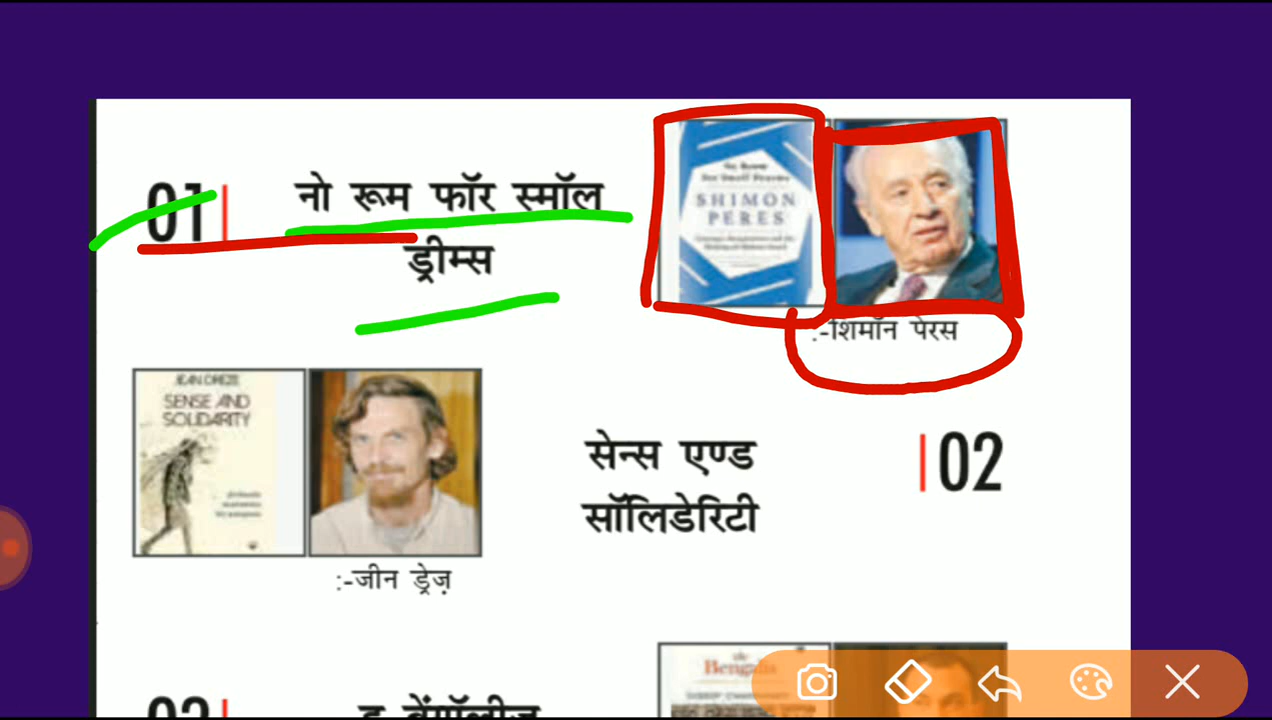 01
नो रूम फॉर स्मॉल
ड्रीम्स
SHIMON
PERES
:-शिमॉन पेरस
JEAN DREZE
SENSE AND
SOLIDARITY
:-जीन ड्रेज़
सेन्स एण्ड
सॉलिडेरिटी
02